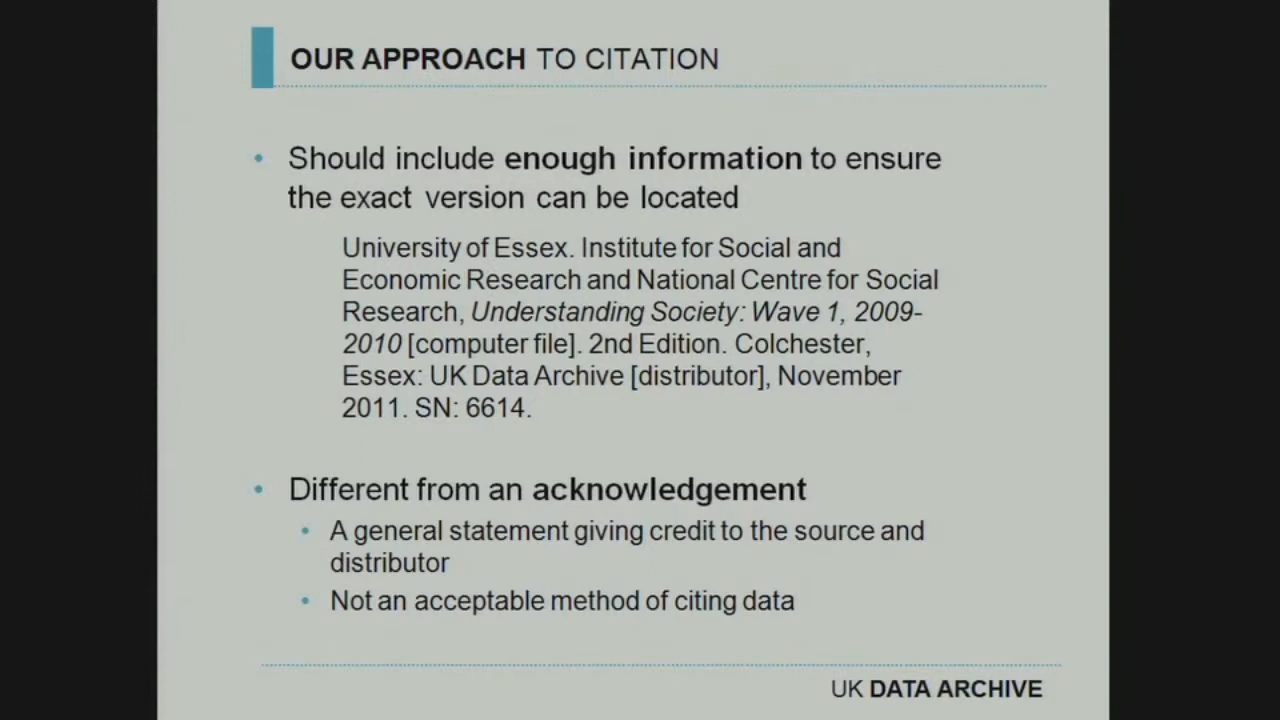 OUR APPROACH TO CITATION
• Should include enough information to ensure
the exact version can be located
University of Essex. Institute for Social and
Economic Research and National Centre for Social
Research, Understanding Society: Wave 1, 2009-
2010 [computer file]. 2nd Edition. Colchester,
Essex: UK Data Archive [distributor], November
2011. SN: 6614.
• Different from an acknowledgement
• A general statement giving credit to the source and
distributor
• Not an acceptable method of citing data
UK DATA ARCHIVE